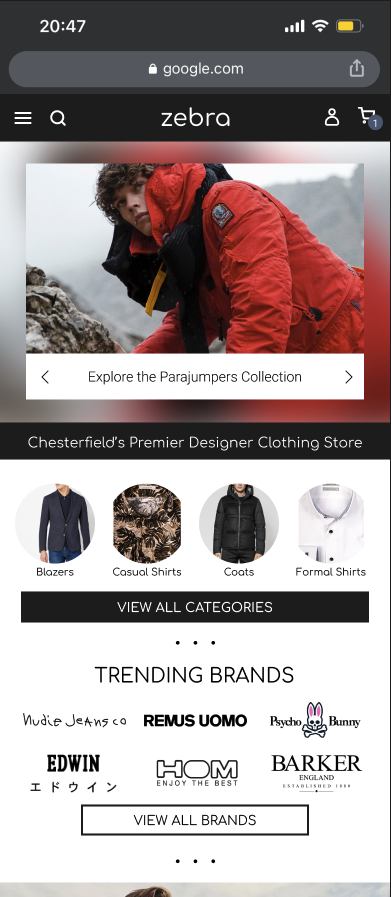 20:47
google.com
zebra
1
Explore the Parajumpers Collection
Chesterfield's Premier Designer Clothing Store
Blazers Casual Shirts Coats Formal Shirts
VIEW ALL CATEGORIES
TRENDING BRANDS
nudie Jeans co REMUS UOMO Psycho Bunny
EDWIN HOM BARKER
エドウイン ENJOY THE BEST ENGLAND
ESTABLISHED 1880
VIEW ALL BRANDS